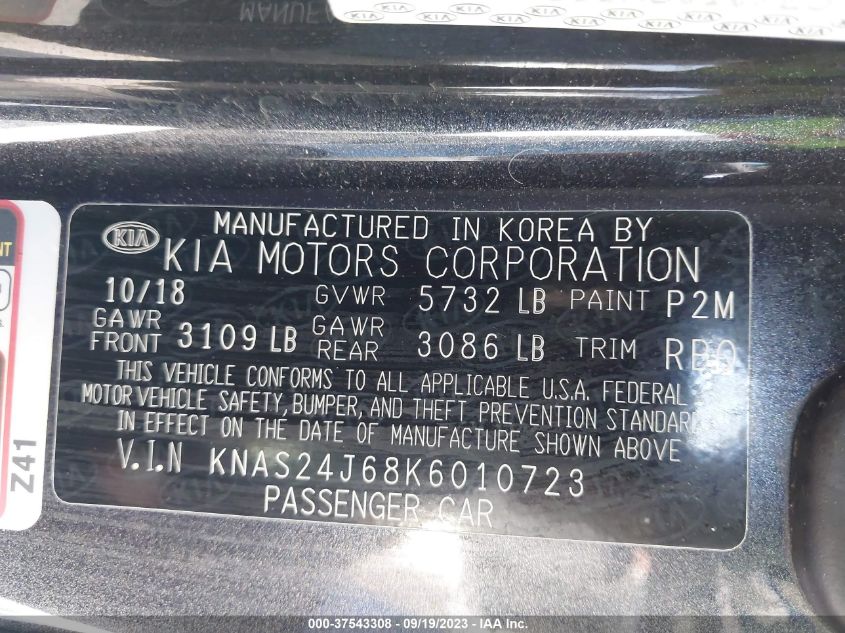 KIA
MANUFACTURED IN KOREA BY
KIA MOTORS CORPORATION
10/18 GVWR 5732 LB PAINT P2M
GAWR FRONT 3109 LB GAWR REAR 3086 LB TRIM RBQ
THIS VEHICLE CONFORMS TO ALL APPLICABLE U.S.A. FEDERAL
MOTOR VEHICLE SAFETY, BUMPER, AND THEFT PREVENTION STANDARDS
IN EFFECT ON THE DATE OF MANUFACTURE SHOWN ABOVE
V.I.N KNAS24J68K6010723
PASSENGER CAR
Z41
000-37543308 - 09/19/2023 - IAAI.com